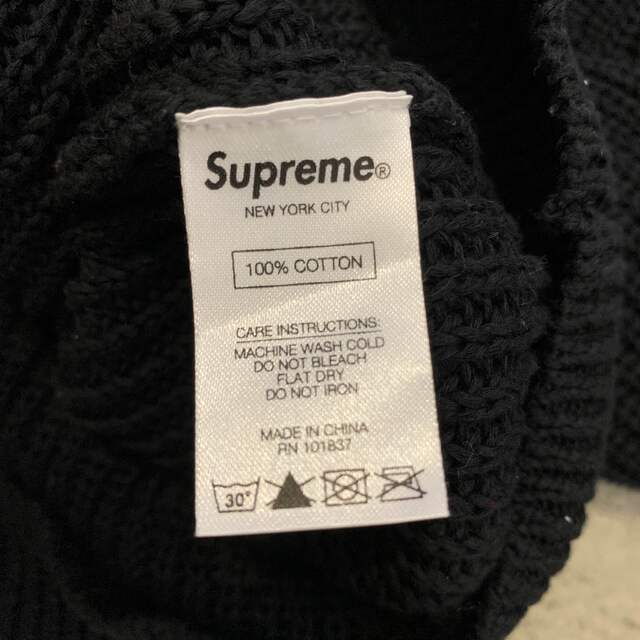 Supreme®
NEW YORK CITY
100% COTTON
CARE INSTRUCTIONS:
MACHINE WASH COLD
DO NOT BLEACH
FLAT DRY
DO NOT IRON
MADE IN CHINA
RN 101837
30°